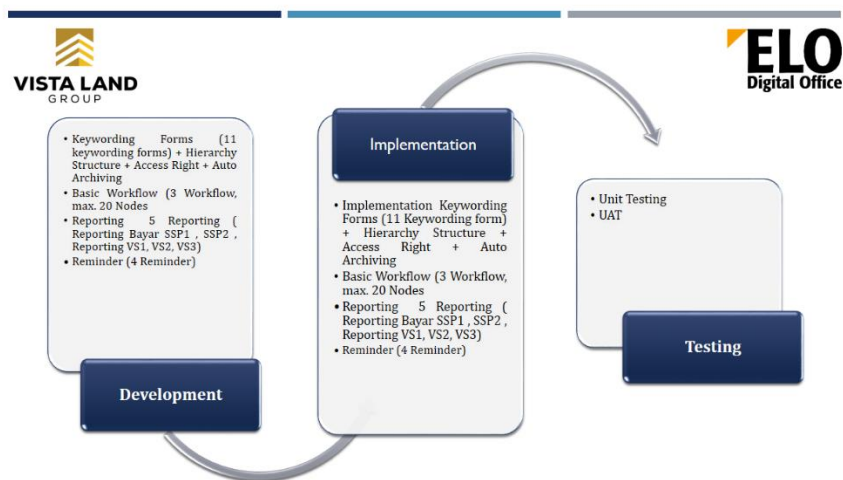 VISTA LAND
GROUP
ELO
Digital Office
• Keywording Forms (11
keywording forms) + Hierarchy
Structure + Access Right + Auto
Archiving
• Basic Workflow (3 Workflow,
max. 20 Nodes
• Reporting 5 Reporting (
Reporting Bayar SSP1 , SSP2 ,
Reporting VS1, VS2, VS3)
• Reminder (4 Reminder)
Development
Implementation
• Implementation Keywording
Forms (11 Keywording form)
+ Hierarchy Structure +
Access Right + Auto
Archiving
• Basic Workflow (3 Workflow,
max. 20 Nodes
• Reporting 5 Reporting (
Reporting Bayar SSP1 , SSP2 ,
Reporting VS1, VS2, VS3)
• Reminder (4 Reminder)
• Unit Testing
• UAT
Testing